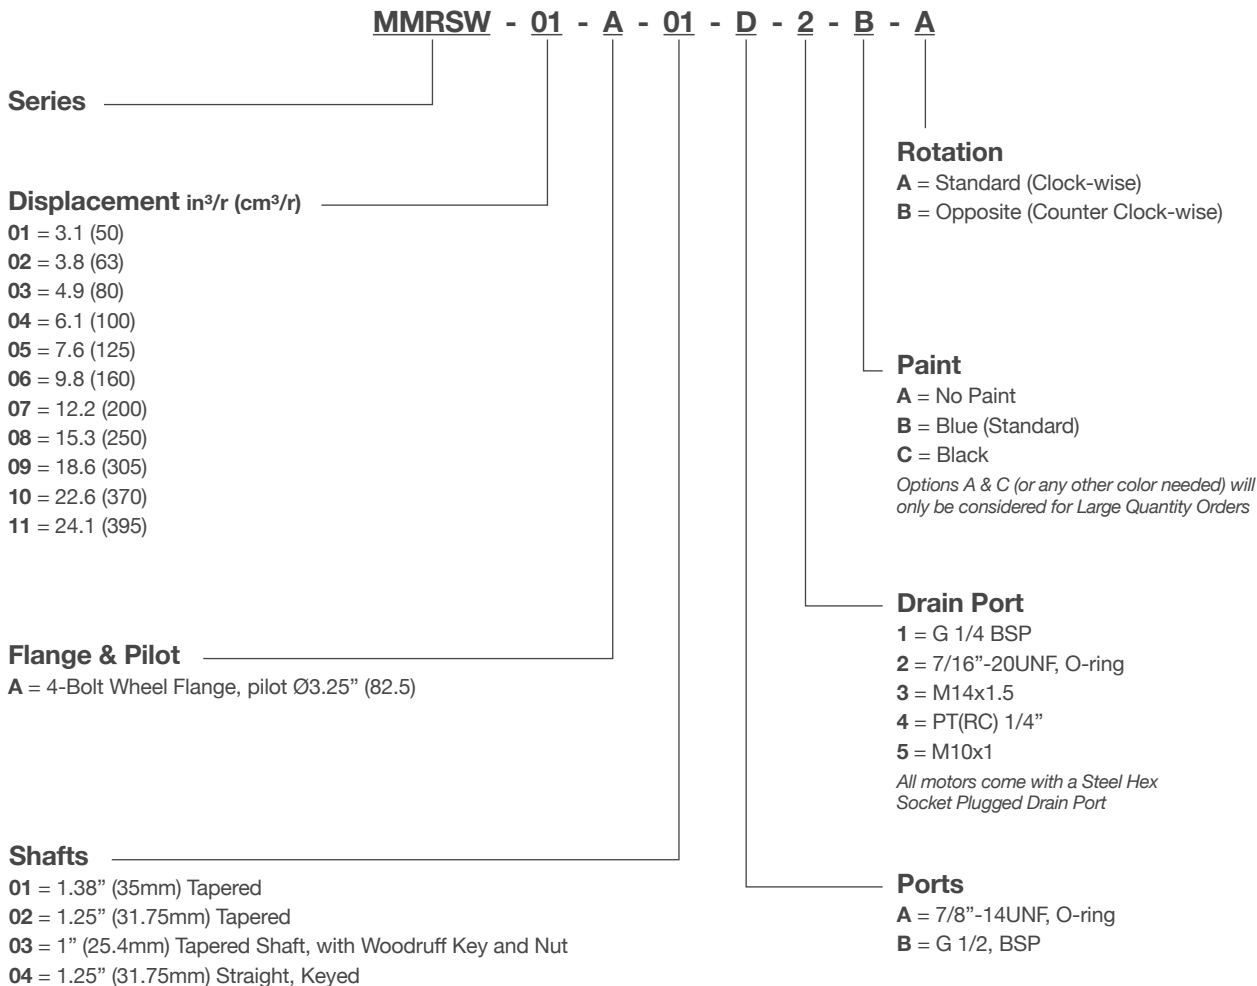 MMRSW - 01 - A - 01 - D - 2 - B - A
Series
Displacement in³/r (cm³/r)
01 = 3.1 (50)
02 = 3.8 (63)
03 = 4.9 (80)
04 = 6.1 (100)
05 = 7.6 (125)
06 = 9.8 (160)
07 = 12.2 (200)
08 = 15.3 (250)
09 = 18.6 (305)
10 = 22.6 (370)
11 = 24.1 (395)
Flange & Pilot
A = 4-Bolt Wheel Flange, pilot Ø3.25” (82.5)
Shafts
01 = 1.38” (35mm) Tapered
02 = 1.25” (31.75mm) Tapered
03 = 1” (25.4mm) Tapered Shaft, with Woodruff Key and Nut
04 = 1.25” (31.75mm) Straight, Keyed
Rotation
A = Standard (Clock-wise)
B = Opposite (Counter Clock-wise)
Paint
A = No Paint
B = Blue (Standard)
C = Black
Options A & C (or any other color needed) will
only be considered for Large Quantity Orders
Drain Port
1 = G 1/4 BSP
2 = 7/16”-20UNF, O-ring
3 = M14x1.5
4 = PT(RC) 1/4”
5 = M10x1
All motors come with a Steel Hex
Socket Plugged Drain Port
Ports
A = 7/8”-14UNF, O-ring
B = G 1/2, BSP